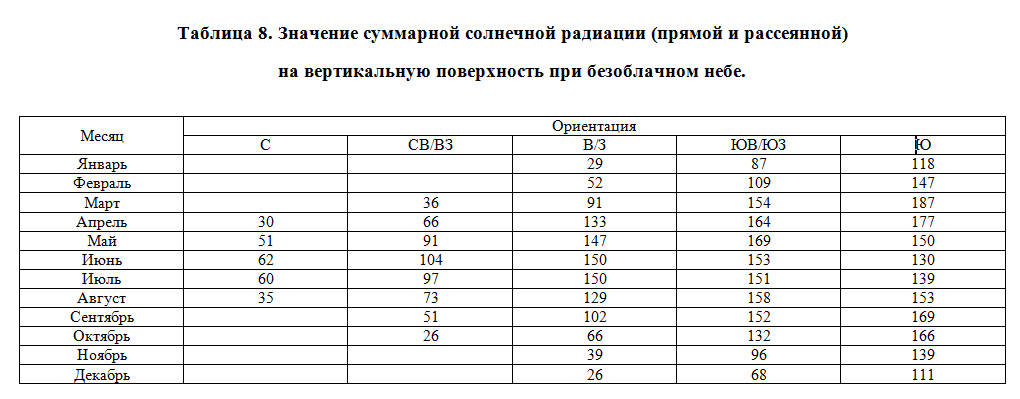 Таблица 8. Значение суммарной солнечной радиации (прямой и рассеянной)
на вертикальную поверхность при безоблачном небе.
Месяц Ориентация
С СВ/ВЗ В/З ЮВ/ЮЗ Ю
Январь 29 87 118
Февраль 52 109 147
Март 36 91 154 187
Апрель 30 66 133 164 177
Май 51 91 147 169 150
Июнь 62 104 150 153 130
Июль 60 97 150 151 139
Август 35 73 129 158 153
Сентябрь 51 102 152 169
Октябрь 26 66 132 166
Ноябрь 39 96 139
Декабрь 26 68 111